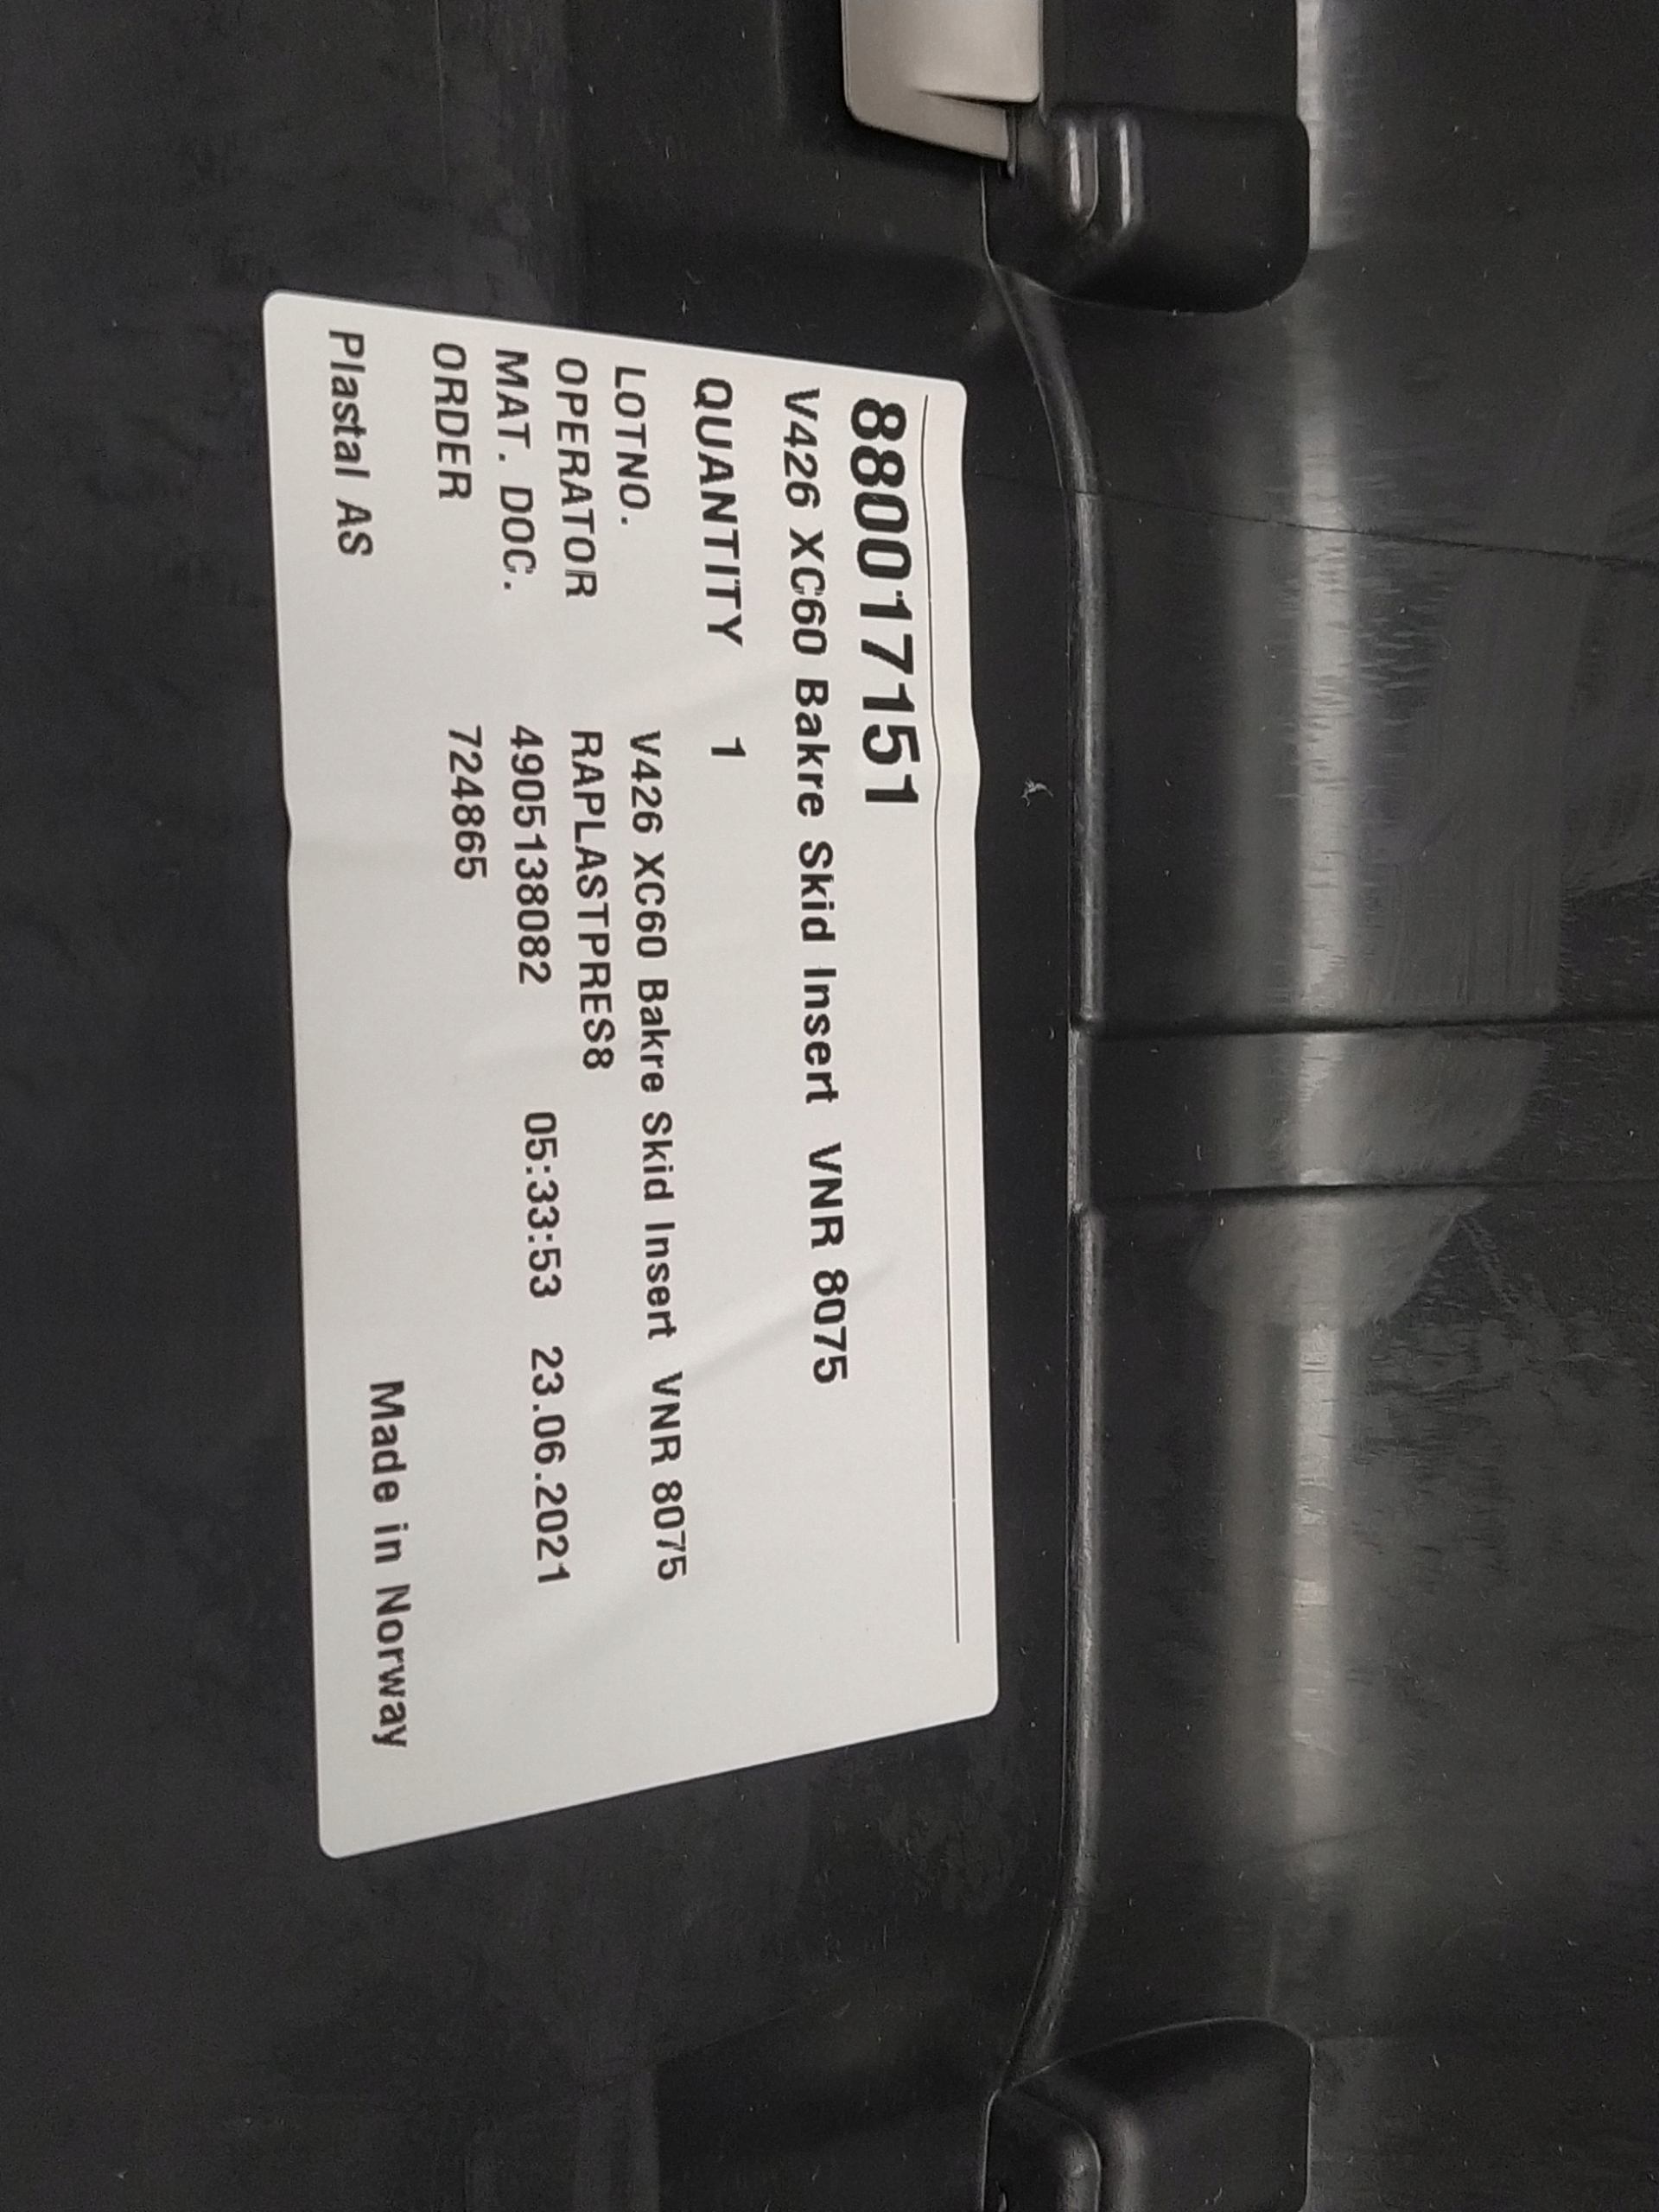 8800017151
V426 XC60 Bakre Skid Insert VNR 8075
QUANTITY 1
LOTNO. V426 XC60 Bakre Skid Insert VNR 8075
OPERATOR RAPLASTPRES8
MAT. DOC. 4905138082 05:33:53 23.06.2021
ORDER 724865
Plastal AS Made in Norway